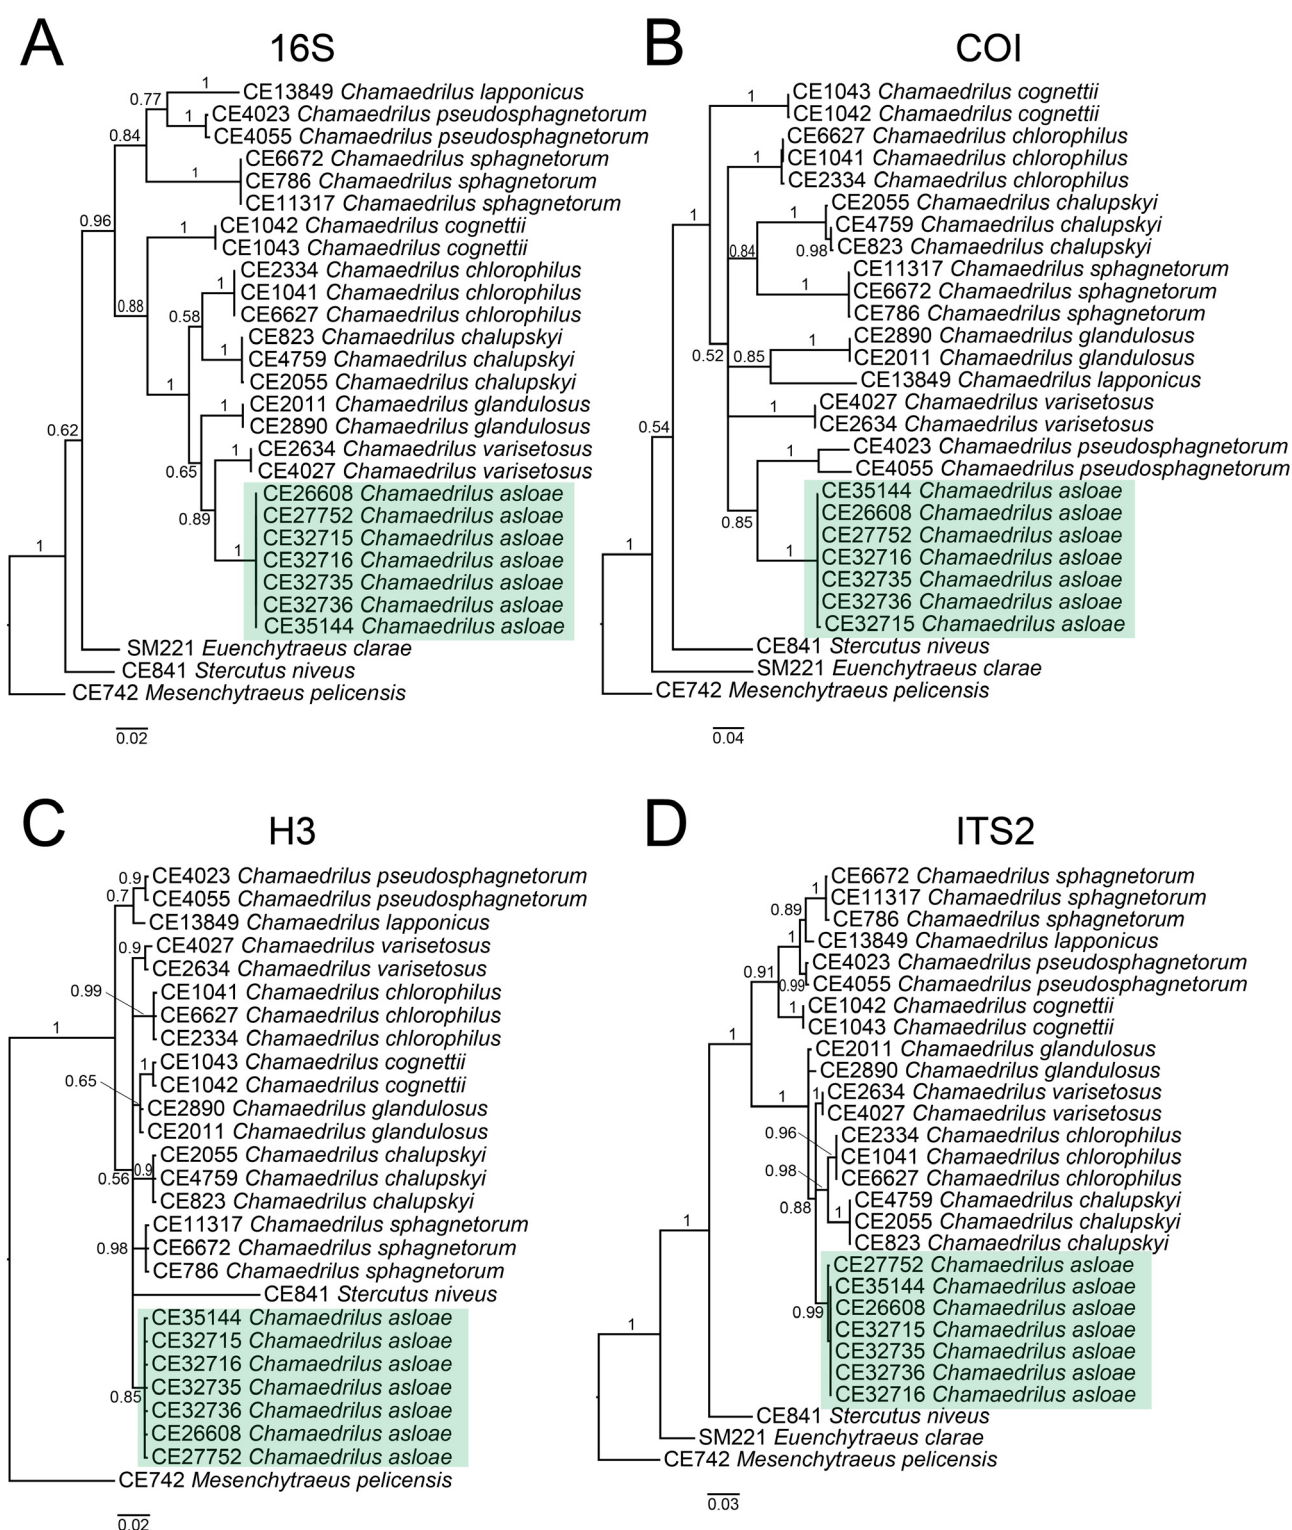 A
16S
1
0.77
CE13849 Chamaedrilus lapponicus
1
CE4023 Chamaedrilus pseudosphagnetorum
0.84
CE4055 Chamaedrilus pseudosphagnetorum
CE6672 Chamaedrilus sphagnetorum
1
CE786 Chamaedrilus sphagnetorum
CE11317 Chamaedrilus sphagnetorum
0.96
1
CE1042 Chamaedrilus cognettii
CE1043 Chamaedrilus cognettii
CE2334 Chamaedrilus chlorophilus
1
CE1041 Chamaedrilus chlorophilus
0.88
0.58
CE6627 Chamaedrilus chlorophilus
CE823 Chamaedrilus chalupskyi
1
CE4759 Chamaedrilus chalupskyi
1
CE2055 Chamaedrilus chalupskyi
1
CE2011 Chamaedrilus glandulosus
CE2890 Chamaedrilus glandulosus
0.62
1
CE2634 Chamaedrilus varisetosus
0.65
CE4027 Chamaedrilus varisetosus
CE26608 Chamaedrilus asloae
0.89
CE27752 Chamaedrilus asloae
CE32715 Chamaedrilus asloae
1
1
CE32716 Chamaedrilus asloae
CE32735 Chamaedrilus asloae
CE32736 Chamaedrilus asloae
CE35144 Chamaedrilus asloae
SM221 Euenchytraeus clarae
CE841 Stercutus niveus
CE742 Mesenchytraeus pelicensis
0.02
B
COI
1
CE1043 Chamaedrilus cognettii
CE1042 Chamaedrilus cognettii
CE6627 Chamaedrilus chlorophilus
1
CE1041 Chamaedrilus chlorophilus
CE2334 Chamaedrilus chlorophilus
CE2055 Chamaedrilus chalupskyi
1
1
CE4759 Chamaedrilus chalupskyi
0.84
0.98
CE823 Chamaedrilus chalupskyi
CE11317 Chamaedrilus sphagnetorum
1
CE6672 Chamaedrilus sphagnetorum
CE786 Chamaedrilus sphagnetorum
1
CE2890 Chamaedrilus glandulosus
0.52
0.85
CE2011 Chamaedrilus glandulosus
CE13849 Chamaedrilus lapponicus
1
CE4027 Chamaedrilus varisetosus
0.54
CE2634 Chamaedrilus varisetosus
1
CE4023 Chamaedrilus pseudosphagnetorum
CE4055 Chamaedrilus pseudosphagnetorum
CE35144 Chamaedrilus asloae
0.85
CE26608 Chamaedrilus asloae
CE27752 Chamaedrilus asloae
1
1
CE32716 Chamaedrilus asloae
CE32735 Chamaedrilus asloae
CE32736 Chamaedrilus asloae
CE32715 Chamaedrilus asloae
CE841 Stercutus niveus
SM221 Euenchytraeus clarae
CE742 Mesenchytraeus pelicensis
0.04
C
H3
0.9
CE4023 Chamaedrilus pseudosphagnetorum
0.7
CE4055 Chamaedrilus pseudosphagnetorum
CE13849 Chamaedrilus lapponicus
0.9
CE4027 Chamaedrilus varisetosus
CE2634 Chamaedrilus varisetosus
0.99
CE1041 Chamaedrilus chlorophilus
CE6627 Chamaedrilus chlorophilus
1
CE2334 Chamaedrilus chlorophilus
1
CE1043 Chamaedrilus cognettii
0.65
CE1042 Chamaedrilus cognettii
CE2890 Chamaedrilus glandulosus
CE2011 Chamaedrilus glandulosus
CE2055 Chamaedrilus chalupskyi
0.56
0.9
CE4759 Chamaedrilus chalupskyi
CE823 Chamaedrilus chalupskyi
CE11317 Chamaedrilus sphagnetorum
0.98
CE6672 Chamaedrilus sphagnetorum
CE786 Chamaedrilus sphagnetorum
CE841 Stercutus niveus
CE35144 Chamaedrilus asloae
CE32715 Chamaedrilus asloae
CE32716 Chamaedrilus asloae
0.85
CE32735 Chamaedrilus asloae
CE32736 Chamaedrilus asloae
CE26608 Chamaedrilus asloae
CE27752 Chamaedrilus asloae
CE742 Mesenchytraeus pelicensis
0.02
D
ITS2
CE6672 Chamaedrilus sphagnetorum
1
CE11317 Chamaedrilus sphagnetorum
0.89
CE786 Chamaedrilus sphagnetorum
1
CE13849 Chamaedrilus lapponicus
CE4023 Chamaedrilus pseudosphagnetorum
0.91
0.99
CE4055 Chamaedrilus pseudosphagnetorum
1
CE1042 Chamaedrilus cognettii
CE1043 Chamaedrilus cognettii
1
CE2011 Chamaedrilus glandulosus
CE2890 Chamaedrilus glandulosus
1
1
CE2634 Chamaedrilus varisetosus
CE4027 Chamaedrilus varisetosus
0.96
CE2334 Chamaedrilus chlorophilus
CE1041 Chamaedrilus chlorophilus
0.98
CE6627 Chamaedrilus chlorophilus
0.88
CE4759 Chamaedrilus chalupskyi
1
1
CE2055 Chamaedrilus chalupskyi
CE823 Chamaedrilus chalupskyi
CE27752 Chamaedrilus asloae
CE35144 Chamaedrilus asloae
0.99
CE26608 Chamaedrilus asloae
1
CE32715 Chamaedrilus asloae
CE32735 Chamaedrilus asloae
CE32736 Chamaedrilus asloae
CE32716 Chamaedrilus asloae
CE841 Stercutus niveus
SM221 Euenchytraeus clarae
CE742 Mesenchytraeus pelicensis
0.03